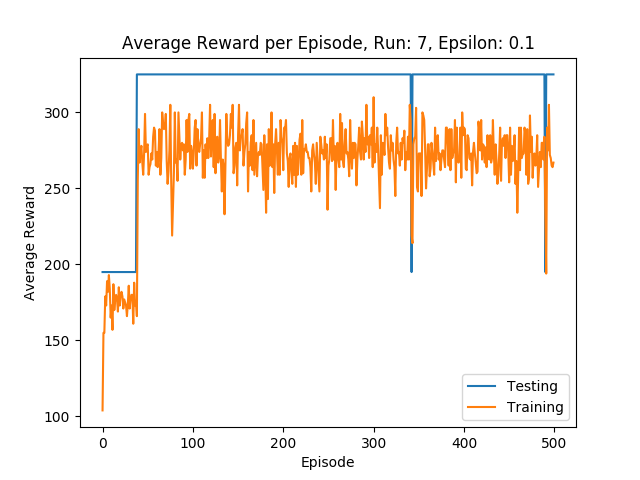 Average Reward per Episode, Run: 7, Epsilon: 0.1
Average Reward
300
250
200
150
100
0
100
200
300
400
500
Episode
Testing
Training